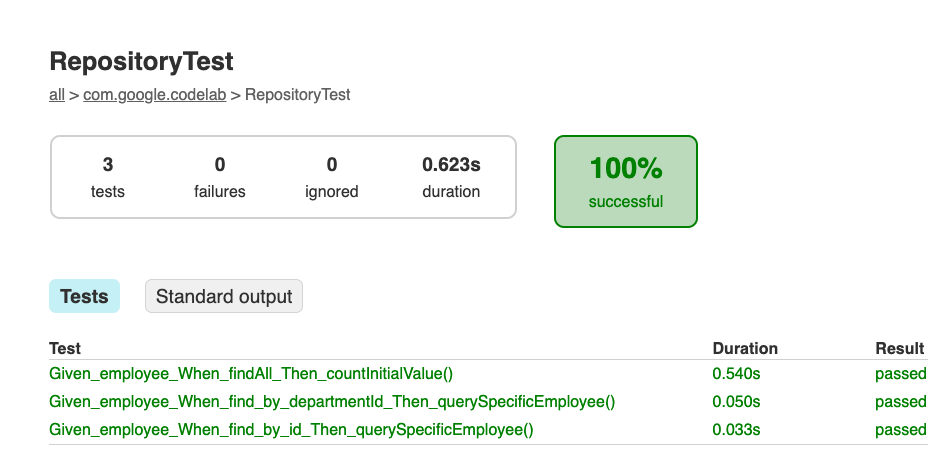 RepositoryTest
all > com.google.codelab > RepositoryTest
3 0 0 0.623s
tests failures ignored duration
100%
successful
Tests Standard output
Test Duration Result
Given_employee_When_findAll_Then_countInitialValue() 0.540s passed
Given_employee_When_find_by_departmentId_Then_querySpecificEmployee() 0.050s passed
Given_employee_When_find_by_id_Then_querySpecificEmployee() 0.033s passed